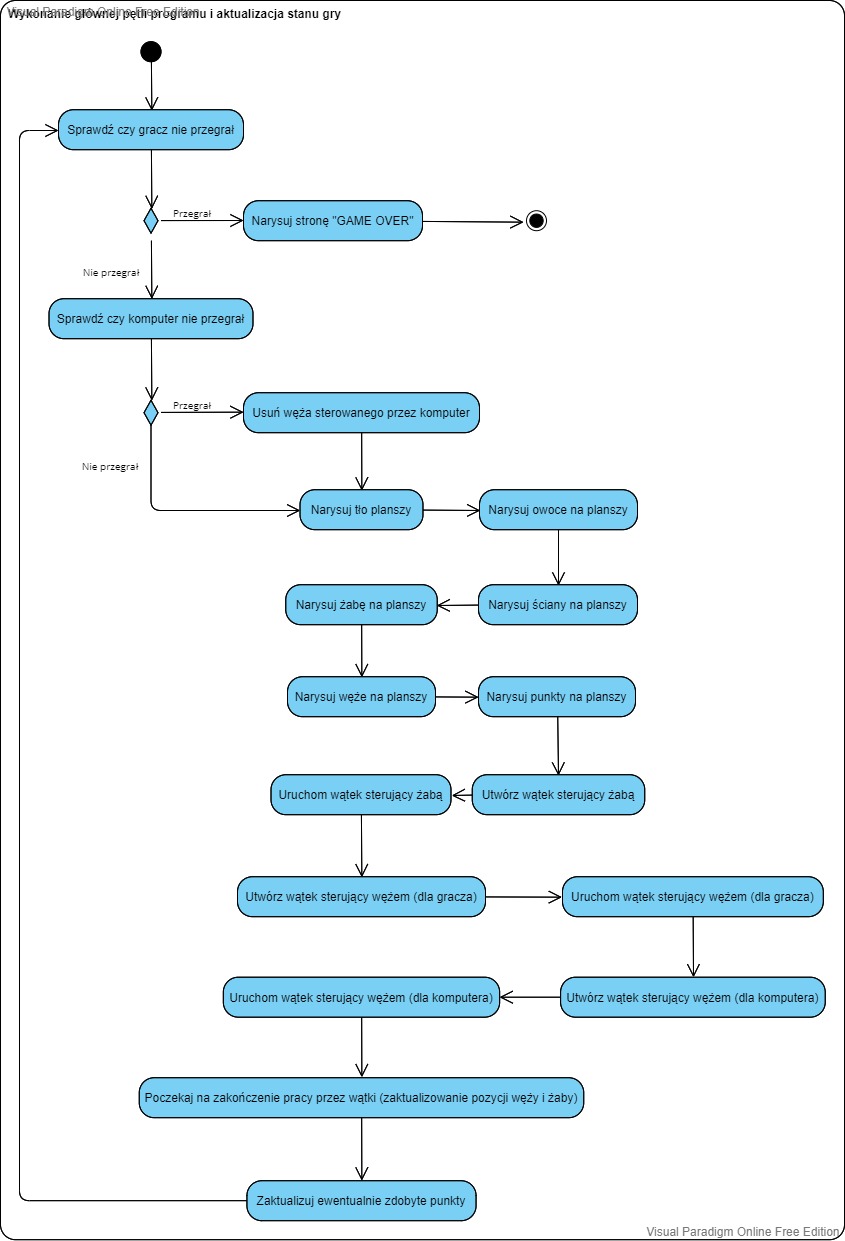 Visual Paradigm Online Free Edition
Wykonanie głównej pętli programu i aktualizacja stanu gry
Sprawdź czy gracz nie przegrał
Przegrał
Narysuj stronę "GAME OVER"
Nie przegrał
Sprawdź czy komputer nie przegrał
Przegrał
Usuń węża sterowanego przez komputer
Nie przegrał
Narysuj tło planszy
Narysuj owoce na planszy
Narysuj żabę na planszy
Narysuj ściany na planszy
Narysuj węże na planszy
Narysuj punkty na planszy
Uruchom wątek sterujący żabą
Utwórz wątek sterujący żabą
Utwórz wątek sterujący wężem (dla gracza)
Uruchom wątek sterujący wężem (dla gracza)
Uruchom wątek sterujący wężem (dla komputera)
Utwórz wątek sterujący wężem (dla komputera)
Poczekaj na zakończenie pracy przez wątki (zaktualizowanie pozycji węży i żaby)
Zaktualizuj ewentualnie zdobyte punkty
Visual Paradigm Online Free Edition